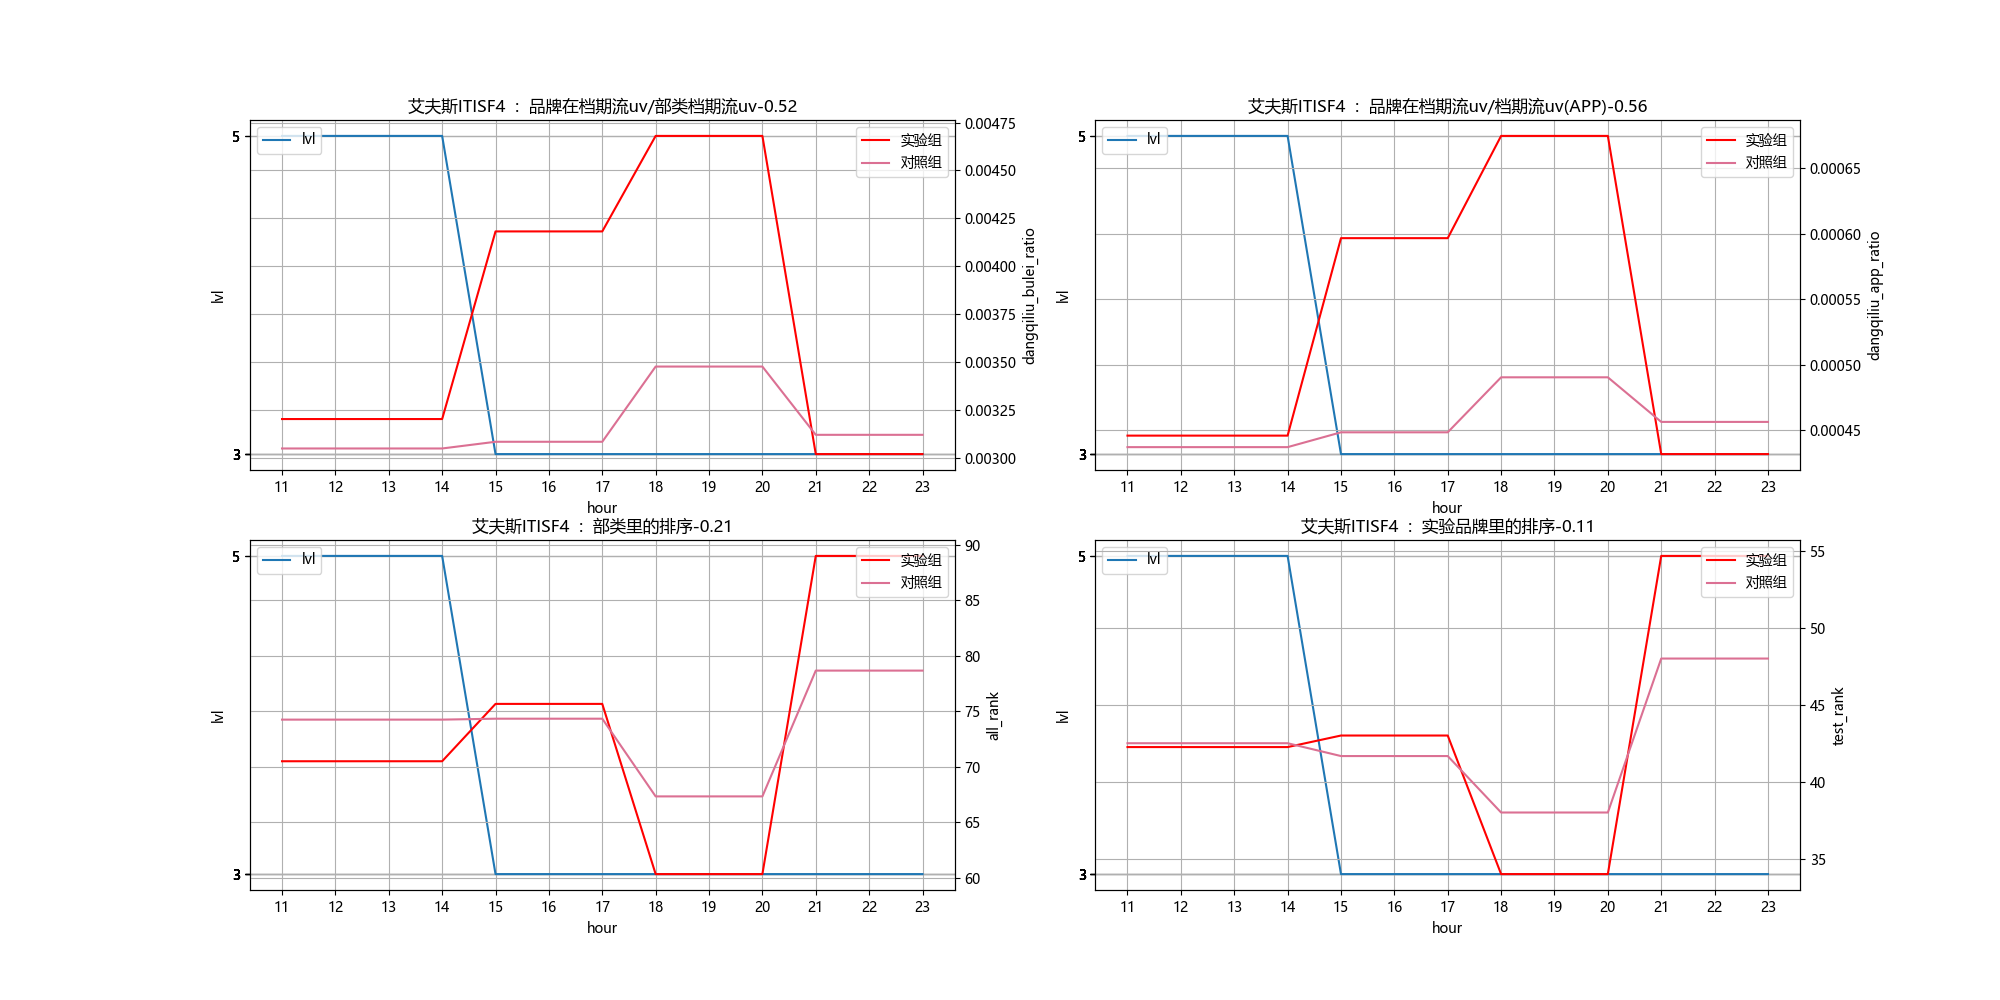 艾夫斯ITISF4 : 品牌在档期流uv/部类档期流uv-0.52
lvl
实验组
对照组
5
3
lvl
0.00475
0.00450
0.00425
0.00400
0.00375
0.00350
0.00325
0.00300
dangqiliu_bulei_ratio
11 12 13 14 15 16 17 18 19 20 21 22 23
hour
艾夫斯ITISF4 : 品牌在档期流uv/档期流uv(APP)-0.56
lvl
实验组
对照组
5
3
lvl
0.00065
0.00060
0.00055
0.00050
0.00045
dangqiliu_app_ratio
11 12 13 14 15 16 17 18 19 20 21 22 23
hour
艾夫斯ITISF4 : 部类里的排序-0.21
lvl
实验组
对照组
5
3
lvl
90
85
80
75
70
65
60
all_rank
11 12 13 14 15 16 17 18 19 20 21 22 23
hour
艾夫斯ITISF4 : 实验品牌里的排序-0.11
lvl
实验组
对照组
5
3
lvl
55
50
45
40
35
test_rank
11 12 13 14 15 16 17 18 19 20 21 22 23
hour